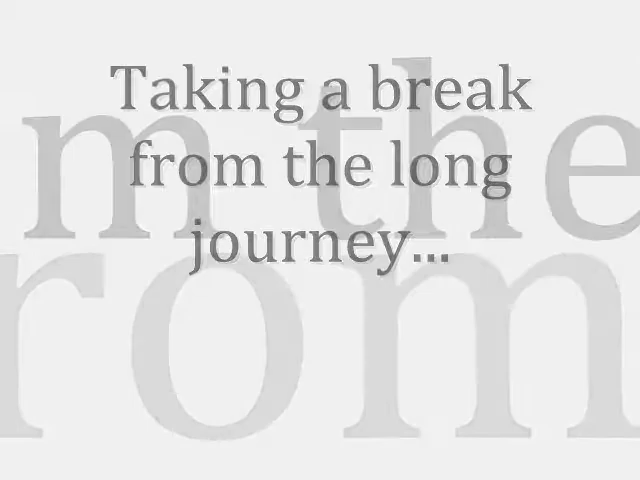 Taking a break
from the long
journey...
m the
rom